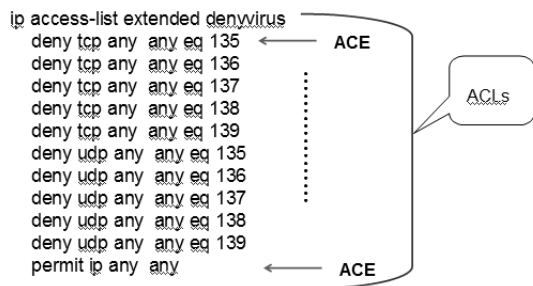 ip access-list extended denyvirus
deny tcp any any eq 135
ACE
deny tcp any any eq 136
deny tcp any any eq 137
deny tcp any any eq 138
deny tcp any any eq 139
deny udp any any eq 135
deny udp any any eq 136
deny udp any any eq 137
deny udp any any eq 138
deny udp any any eq 139
permit ip any any
ACE
ACLs